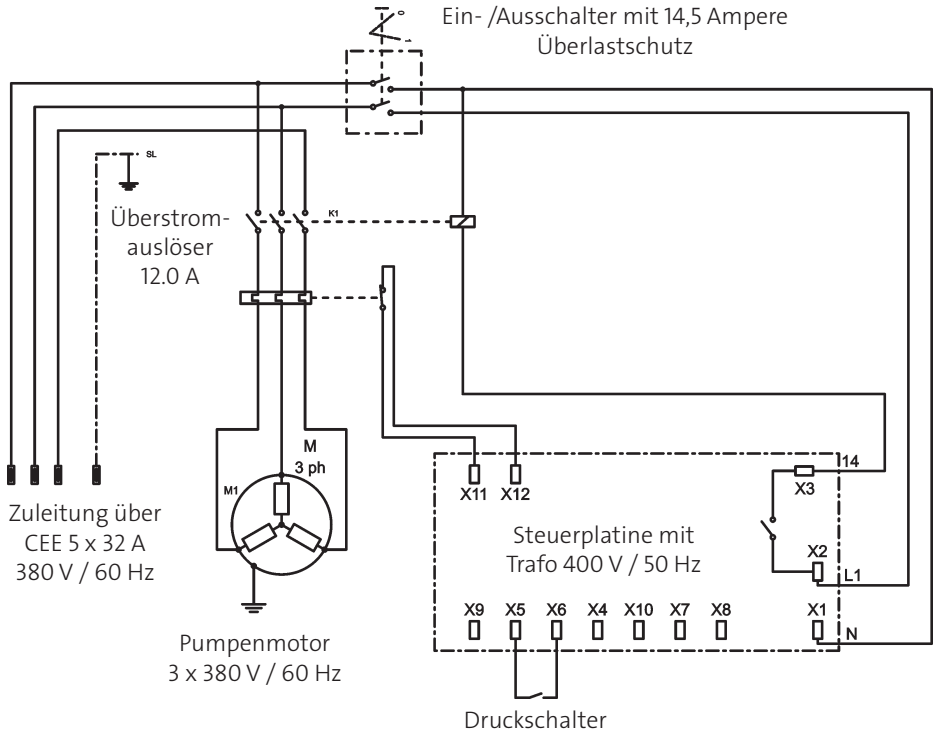 Ein- /Ausschalter mit 14,5 Ampere
Überlastschutz
0
1
SL
Überstrom-
auslöser
12.0 A
K1
M
3 ph
M1
Zuleitung über
CEE 5 x 32 A
380 V / 60 Hz
Pumpenmotor
3 x 380 V / 60 Hz
X11 X12
14
X3
Steuerplatine mit
Trafo 400 V / 50 Hz
X2
L1
X9 X5 X6 X4 X10 X7 X8 X1
N
Druckschalter